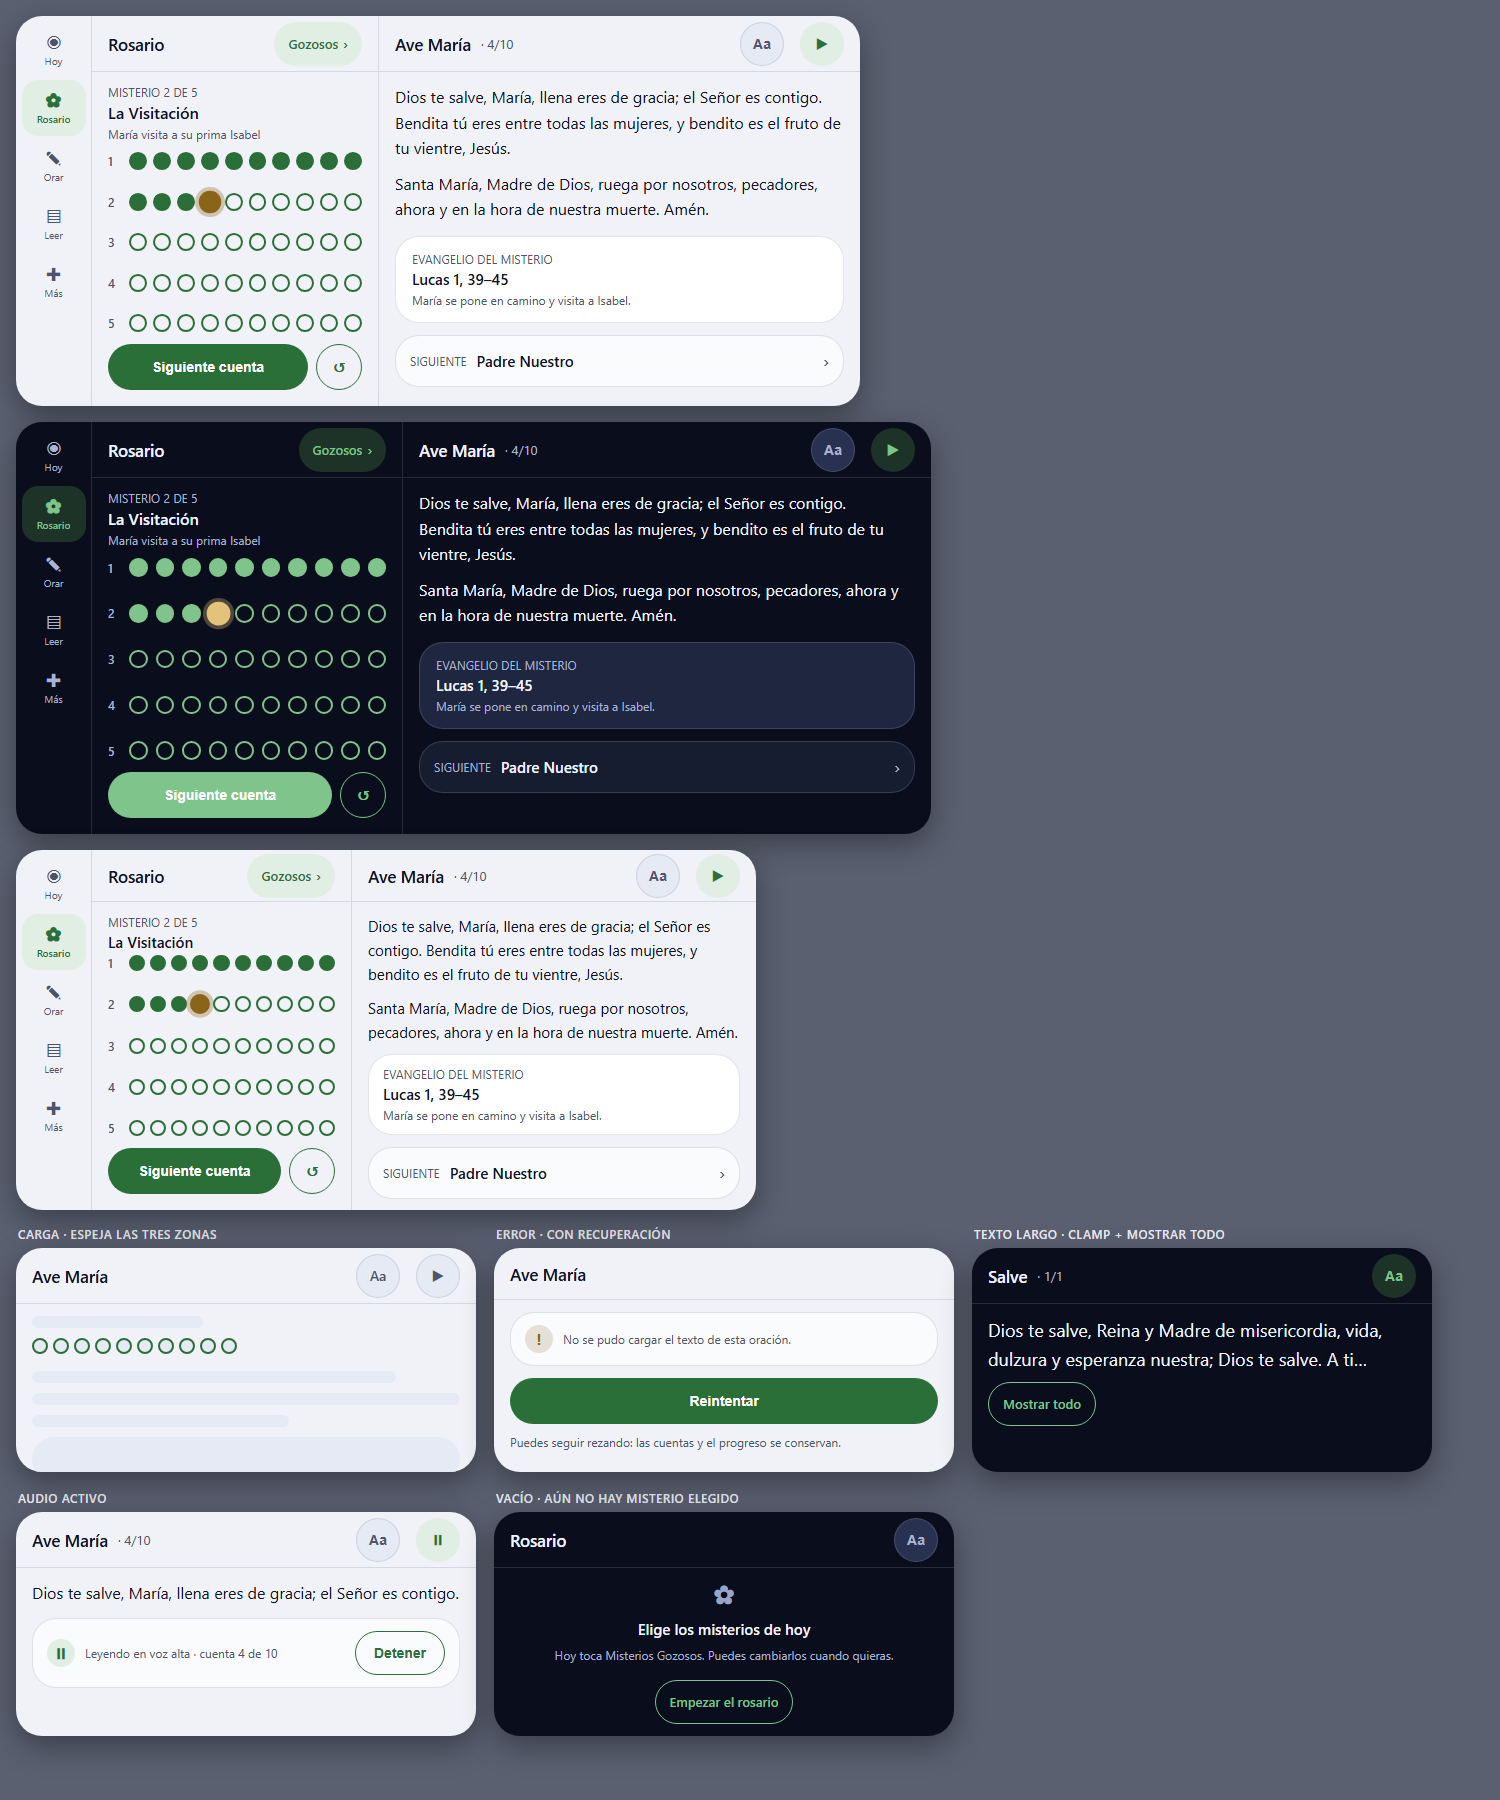 Hoy
Rosario
Orar
Leer
Más
Rosario
Gozosos ›
MISTERIO 2 DE 5
La Visitación
María visita a su prima Isabel
1
2
3
4
5
Siguiente cuenta
↺
Ave María · 4/10
Aa
Dios te salve, María, llena eres de gracia; el Señor es contigo.
Bendita tú eres entre todas las mujeres, y bendito es el fruto de
tu vientre, Jesús.
Santa María, Madre de Dios, ruega por nosotros, pecadores,
ahora y en la hora de nuestra muerte. Amén.
EVANGELIO DEL MISTERIO
Lucas 1, 39–45
María se pone en camino y visita a Isabel.
SIGUIENTE Padre Nuestro ›
Hoy
Rosario
Orar
Leer
Más
Rosario
Gozosos ›
MISTERIO 2 DE 5
La Visitación
María visita a su prima Isabel
1
2
3
4
5
Siguiente cuenta
↺
Ave María · 4/10
Aa
Dios te salve, María, llena eres de gracia; el Señor es contigo.
Bendita tú eres entre todas las mujeres, y bendito es el fruto de tu
vientre, Jesús.
Santa María, Madre de Dios, ruega por nosotros, pecadores, ahora y
en la hora de nuestra muerte. Amén.
EVANGELIO DEL MISTERIO
Lucas 1, 39–45
María se pone en camino y visita a Isabel.
SIGUIENTE Padre Nuestro ›
Hoy
Rosario
Orar
Leer
Más
Rosario
Gozosos ›
MISTERIO 2 DE 5
La Visitación
1
2
3
4
5
Siguiente cuenta
↺
Ave María · 4/10
Aa
Dios te salve, María, llena eres de gracia; el Señor es
contigo. Bendita tú eres entre todas las mujeres, y
bendito es el fruto de tu vientre, Jesús.
Santa María, Madre de Dios, ruega por nosotros,
pecadores, ahora y en la hora de nuestra muerte. Amén.
EVANGELIO DEL MISTERIO
Lucas 1, 39–45
María se pone en camino y visita a Isabel.
SIGUIENTE Padre Nuestro ›
CARGA · ESPEJA LAS TRES ZONAS
Ave María
Aa
ERROR · CON RECUPERACIÓN
Ave María
! No se pudo cargar el texto de esta oración.
Reintentar
Puedes seguir rezando: las cuentas y el progreso se conservan.
TEXTO LARGO · CLAMP + MOSTRAR TODO
Salve · 1/1
Aa
Dios te salve, Reina y Madre de misericordia, vida,
dulzura y esperanza nuestra; Dios te salve. A ti…
Mostrar todo
AUDIO ACTIVO
Ave María · 4/10
Aa
Dios te salve, María, llena eres de gracia; el Señor es contigo.
Leyendo en voz alta · cuenta 4 de 10
Detener
VACÍO · AÚN NO HAY MISTERIO ELEGIDO
Rosario
Aa
Elige los misterios de hoy
Hoy toca Misterios Gozosos. Puedes cambiarlos cuando quieras.
Empezar el rosario